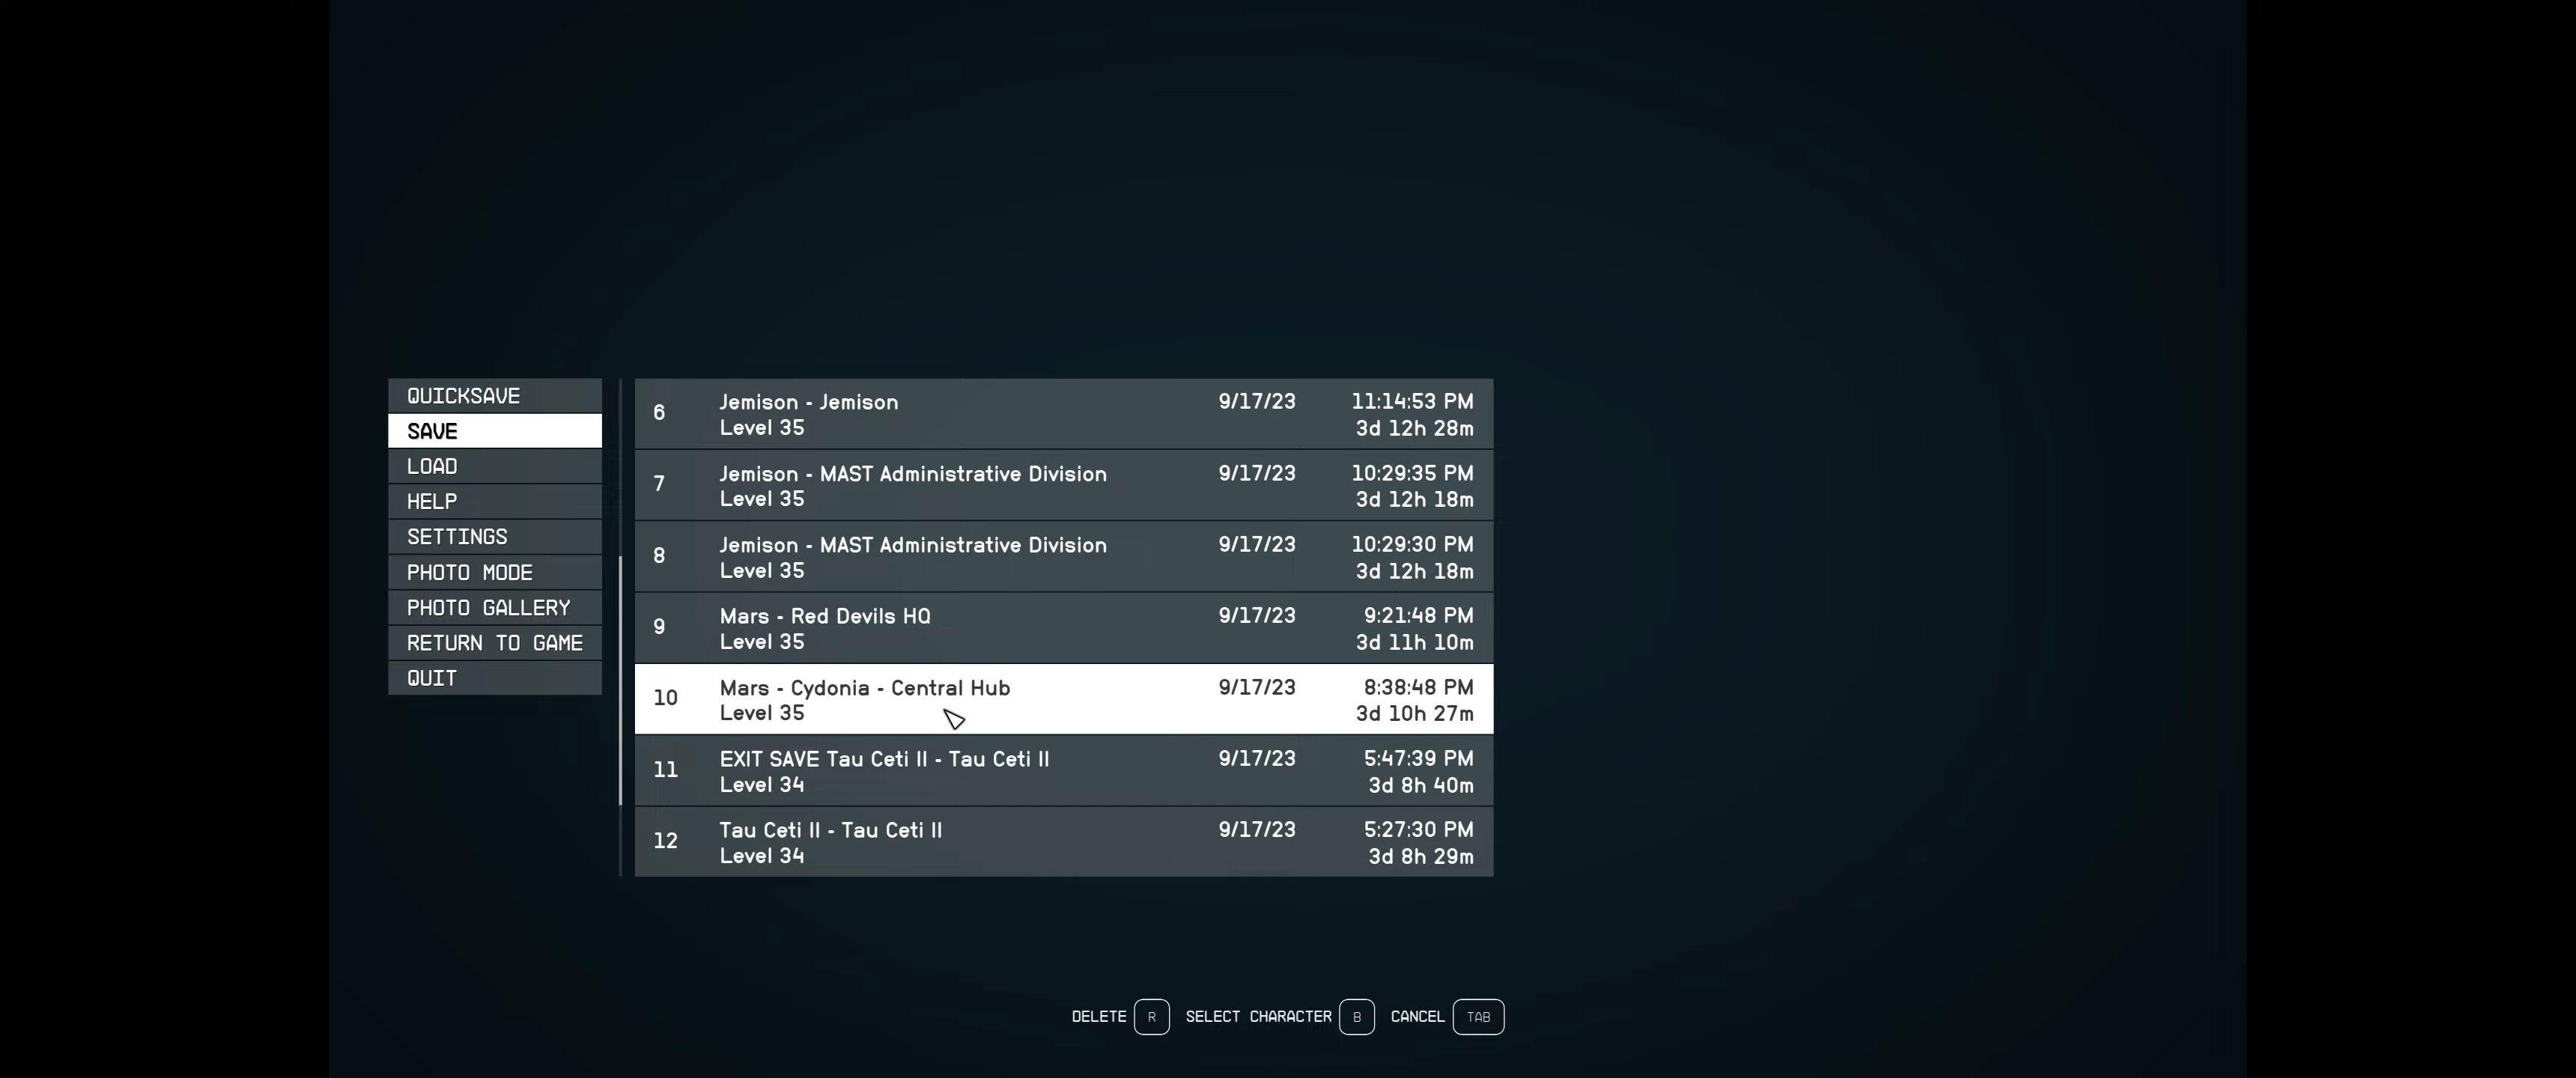 QUICKSAVE
SAVE
LOAD
HELP
SETTINGS
PHOTO MODE
PHOTO GALLERY
RETURN TO GAME
QUIT
6 Jemison - Jemison 9/17/23 11:14:53 PM
Level 35 3d 12h 28m
7 Jemison - MAST Administrative Division 9/17/23 10:29:35 PM
Level 35 3d 12h 18m
8 Jemison - MAST Administrative Division 9/17/23 10:29:30 PM
Level 35 3d 12h 18m
9 Mars - Red Devils HQ 9/17/23 9:21:48 PM
Level 35 3d 11h 10m
10 Mars - Cydonia - Central Hub 9/17/23 8:38:48 PM
Level 35 3d 10h 27m
11 EXIT SAVE Tau Ceti II - Tau Ceti II 9/17/23 5:47:39 PM
Level 34 3d 8h 40m
12 Tau Ceti II - Tau Ceti II 9/17/23 5:27:30 PM
Level 34 3d 8h 29m
DELETE R SELECT CHARACTER B CANCEL TAB